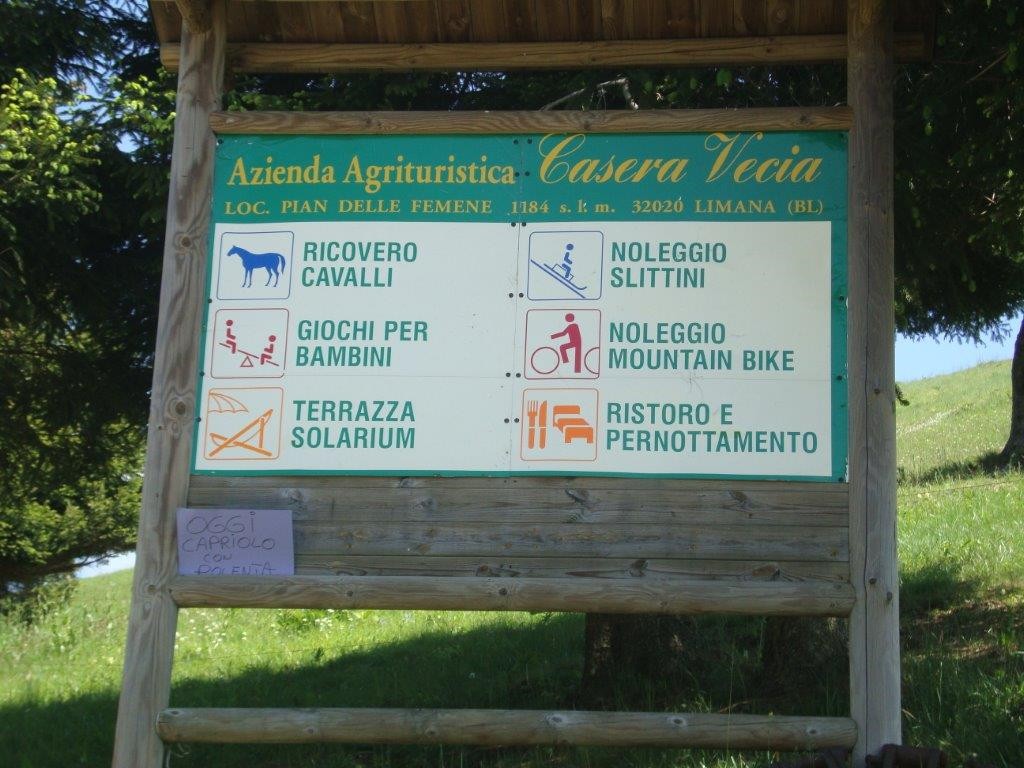 Azienda Agrituristica Casera Vecia
LOC. PIAN DELLE FEMENE 1184 s. l. m. 32020 LIMANA (BL)
RICOVERO
CAVALLI
NOLEGGIO
SLITTINI
GIOCHI PER
BAMBINI
NOLEGGIO
MOUNTAIN BIKE
TERRAZZA
SOLARIUM
RISTORO E
PERNOTTAMENTO
OGGI
CAPRIOLO
CON
POLENTA